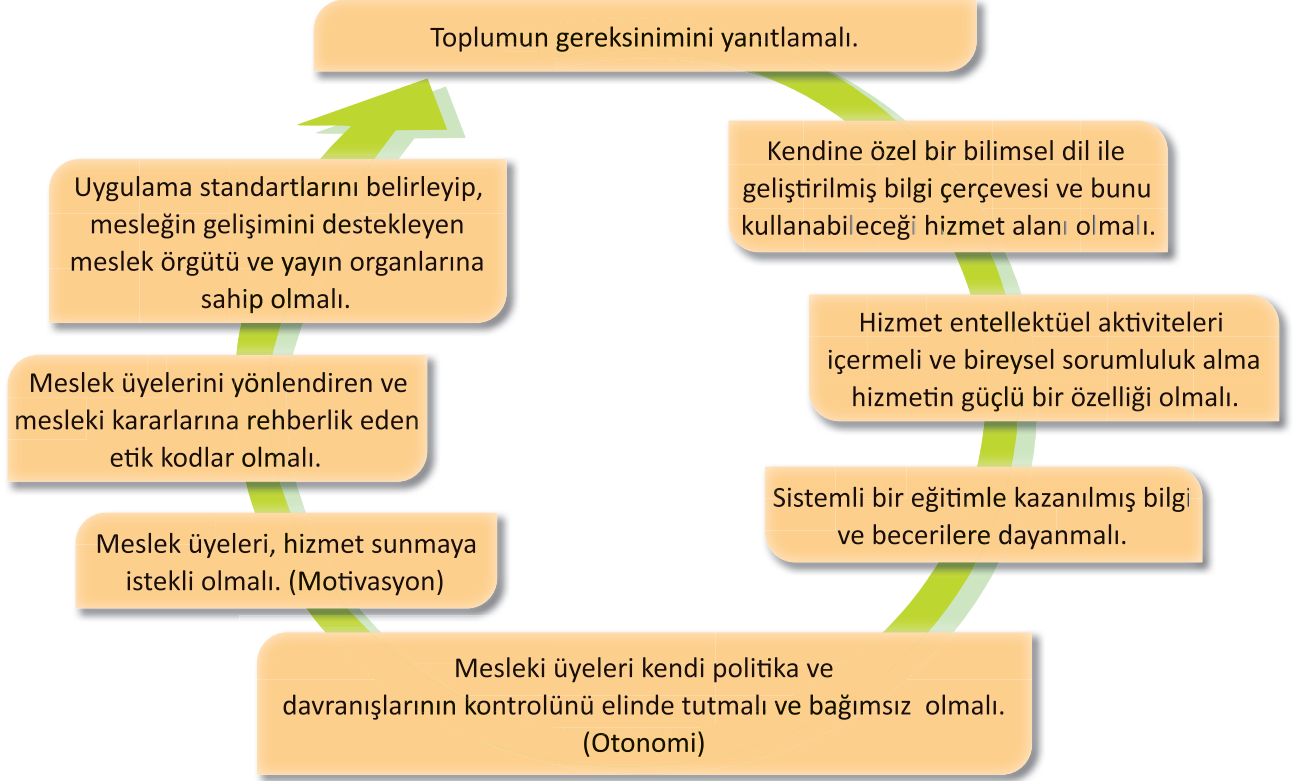 Toplumun gereksinimini yanıtlamalı.
Kendine özel bir bilimsel dil ile
geliştirilmiş bilgi çerçevesi ve bunu
kullanabileceği hizmet alanı olmalı.
Hizmet entellektüel aktiviteleri
içermeli ve bireysel sorumluluk alma
hizmetin güçlü bir özelliği olmalı.
Sistemli bir eğitimle kazanılmış bilgi
ve becerilere dayanmalı.
Mesleki üyeleri kendi politika ve
davranışlarının kontrolünü elinde tutmalı ve bağımsız olmalı.
(Otonomi)
Meslek üyeleri, hizmet sunmaya
istekli olmalı. (Motivasyon)
Meslek üyelerini yönlendiren ve
mesleki kararlarına rehberlik eden
etik kodlar olmalı.
Uygulama standartlarını belirleyip,
mesleğin gelişimini destekleyen
meslek örgütü ve yayın organlarına
sahip olmalı.